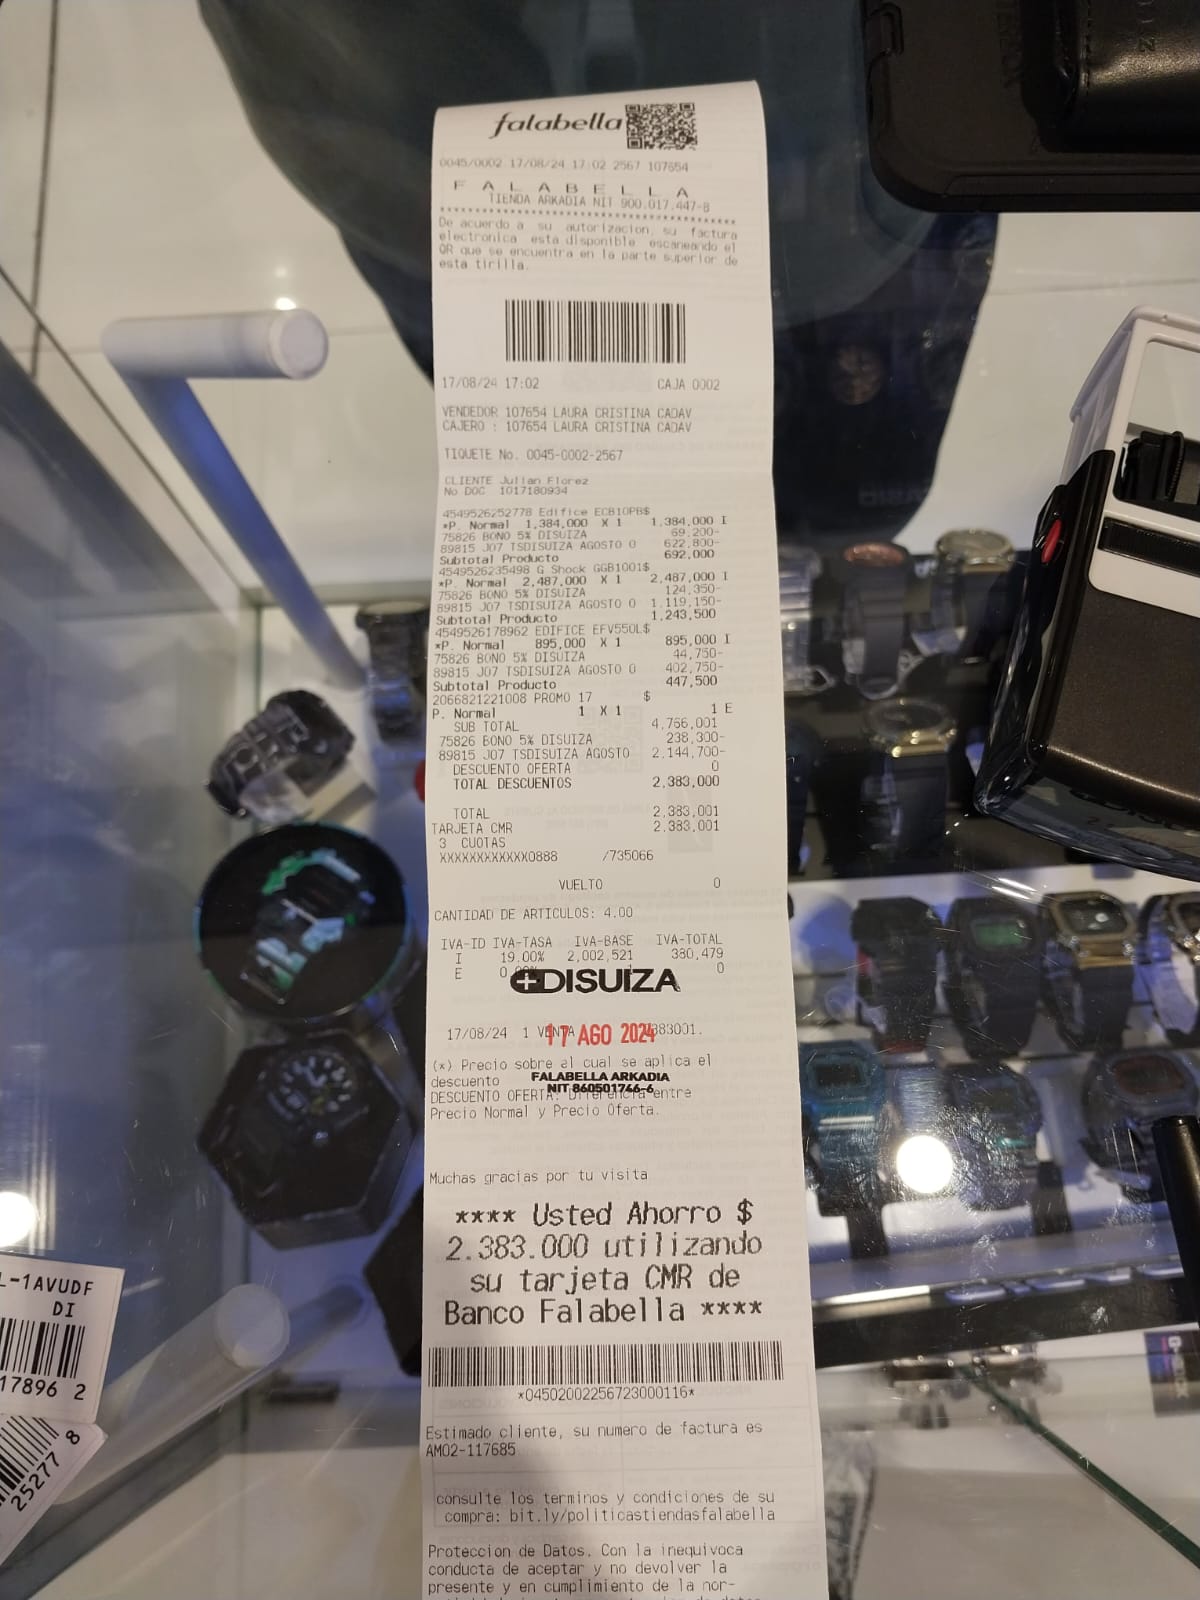 falabella
0045/0002 17/08/24 17:02 2567 107654
F A L A B E L L A
TIENDA ARKADIA NIT 900.017.447-8
De acuerdo a su autorizacion, su factura
electronica esta disponible escaneando el
QR que se encuentra en la parte superior de
esta tirilla.
17/08/24 17:02 CAJA 0002
VENDEDOR 107654 LAURA CRISTINA CADAV
CAJERO : 107654 LAURA CRISTINA CADAV
TIQUETE No. 0045-0002-2567
CLIENTE Julian Florez
No DOC 1017180934
4549526252778 Edifice ECB10PB$
*P. Normal 1,384,000 X 1 1,384,000 I
75826 BONO 5% DISUIZA 69,200-
89815 J07 TSDISUIZA AGOSTO 0 622,800-
Subtotal Producto 692,000
4549526235498 G Shock GGB1001$
*P. Normal 2,487,000 X 1 2,487,000 I
75826 BONO 5% DISUIZA 124,350-
89815 J07 TSDISUIZA AGOSTO 0 1,119,150-
Subtotal Producto 1,243,500
4549526178962 EDIFICE EFV550L$
*P. Normal 895,000 X 1 895,000 I
75826 BONO 5% DISUIZA 44,750-
89815 J07 TSDISUIZA AGOSTO 0 402,750-
Subtotal Producto 447,500
2066821221008 PROMO 17 $
P. Normal 1 X 1 1 E
SUB TOTAL 4,766,001
75826 BONO 5% DISUIZA 238,300-
89815 J07 TSDISUIZA AGOSTO 2,144,700-
DESCUENTO OFERTA 0
TOTAL DESCUENTOS 2,383,000
TOTAL 2,383,001
TARJETA CMR 2,383,001
3 CUOTAS
XXXXXXXXXXXX0888 /735066
VUELTO 0
CANTIDAD DE ARTICULOS: 4.00
IVA-ID IVA-TASA IVA-BASE IVA-TOTAL
I 19.00% 2,002,521 380,479
E 0
DISUIZA
17/08/24 1 VENTA 383001.
17 AGO 2024
(*) Precio sobre el cual se aplica el
descuento
FALABELLA ARKADIA
NIT 860501746-6
DESCUENTO OFERTA: Diferencia entre
Precio Normal y Precio Oferta.
Muchas gracias por tu visita
**** Usted Ahorro $
2.383.000 utilizando
su tarjeta CMR de
Banco Falabella ****
*04502002256723000116*
Estimado cliente, su numero de factura es
AM02-117685
consulte los terminos y condiciones de su
compra: bit.ly/politicastiendasfalabella
Proteccion de Datos. Con la inequivoca
conducta de aceptar y no devolver la
presente y en cumplimiento de la nor-
L-1AVUDF
DI
17896 2
25277 8